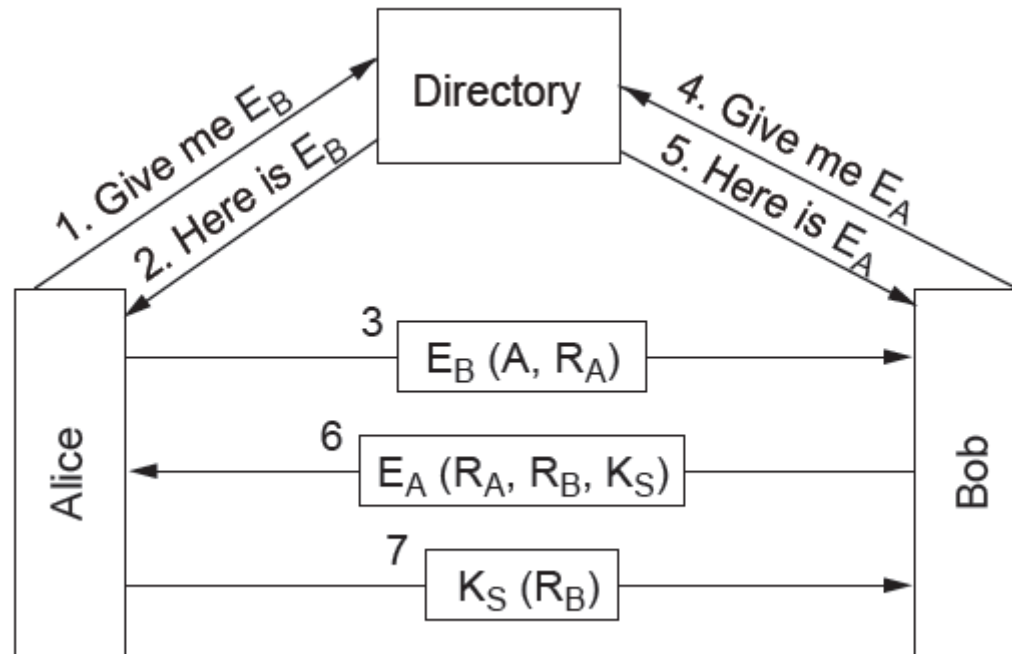 Directory
1. Give me E_B
2. Here is E_B
4. Give me E_A
5. Here is E_A
Alice
3
E_B (A, R_A)
6
E_A (R_A, R_B, K_S)
7
K_S (R_B)
Bob